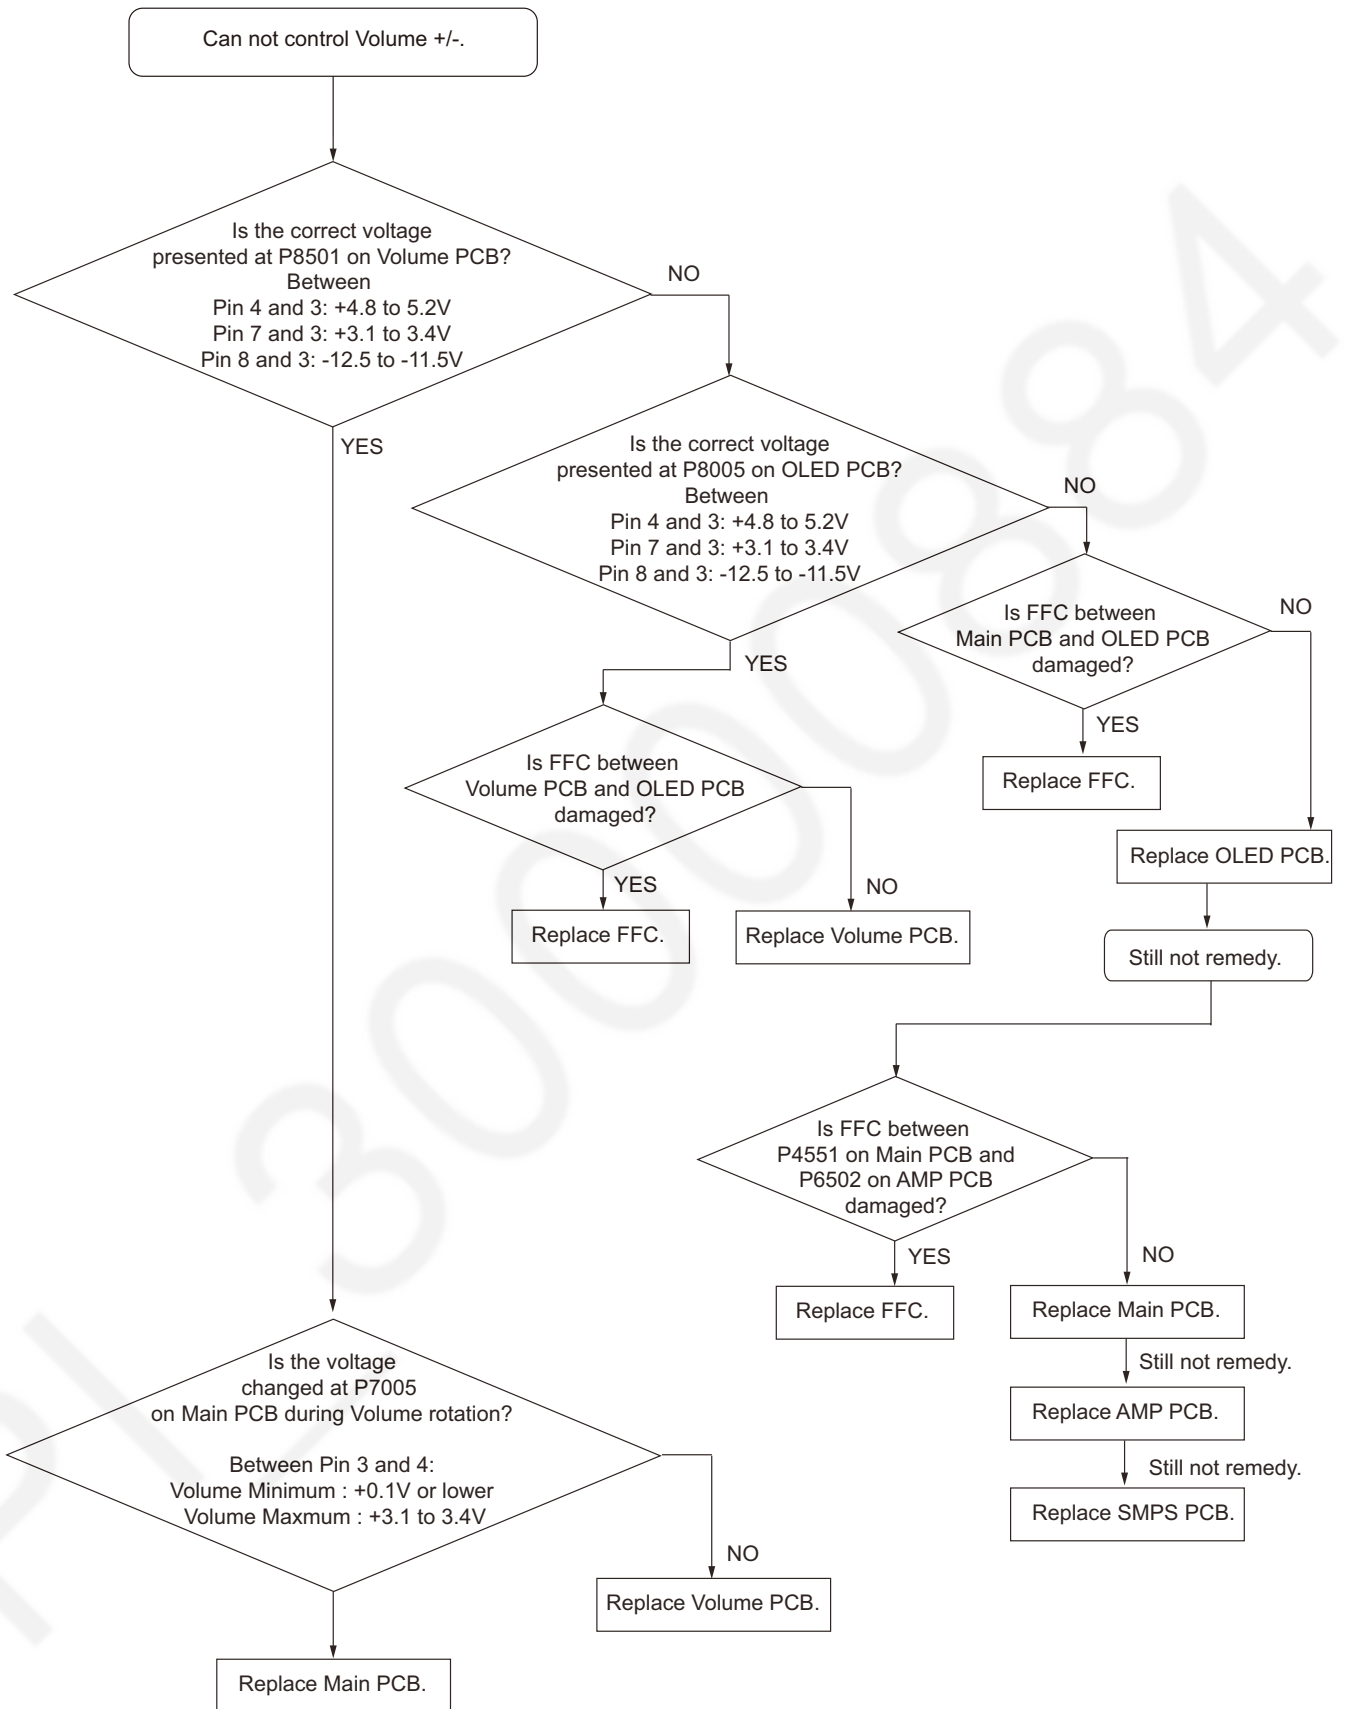 Can not control Volume +/-.
Is the correct voltage
presented at P8501 on Volume PCB?
Between
Pin 4 and 3: +4.8 to 5.2V
Pin 7 and 3: +3.1 to 3.4V
Pin 8 and 3: -12.5 to -11.5V
NO
YES
Is the correct voltage
presented at P8005 on OLED PCB?
Between
Pin 4 and 3: +4.8 to 5.2V
Pin 7 and 3: +3.1 to 3.4V
Pin 8 and 3: -12.5 to -11.5V
NO
YES
Is FFC between
Main PCB and OLED PCB
damaged?
NO
YES
Replace FFC.
Replace OLED PCB.
Still not remedy.
Is FFC between
Volume PCB and OLED PCB
damaged?
YES
NO
Replace FFC.
Replace Volume PCB.
Is FFC between
P4551 on Main PCB and
P6502 on AMP PCB
damaged?
YES
NO
Replace FFC.
Replace Main PCB.
Still not remedy.
Replace AMP PCB.
Still not remedy.
Replace SMPS PCB.
Is the voltage
changed at P7005
on Main PCB during Volume rotation?
Between Pin 3 and 4:
Volume Minimum : +0.1V or lower
Volume Maxmum : +3.1 to 3.4V
NO
Replace Volume PCB.
Replace Main PCB.